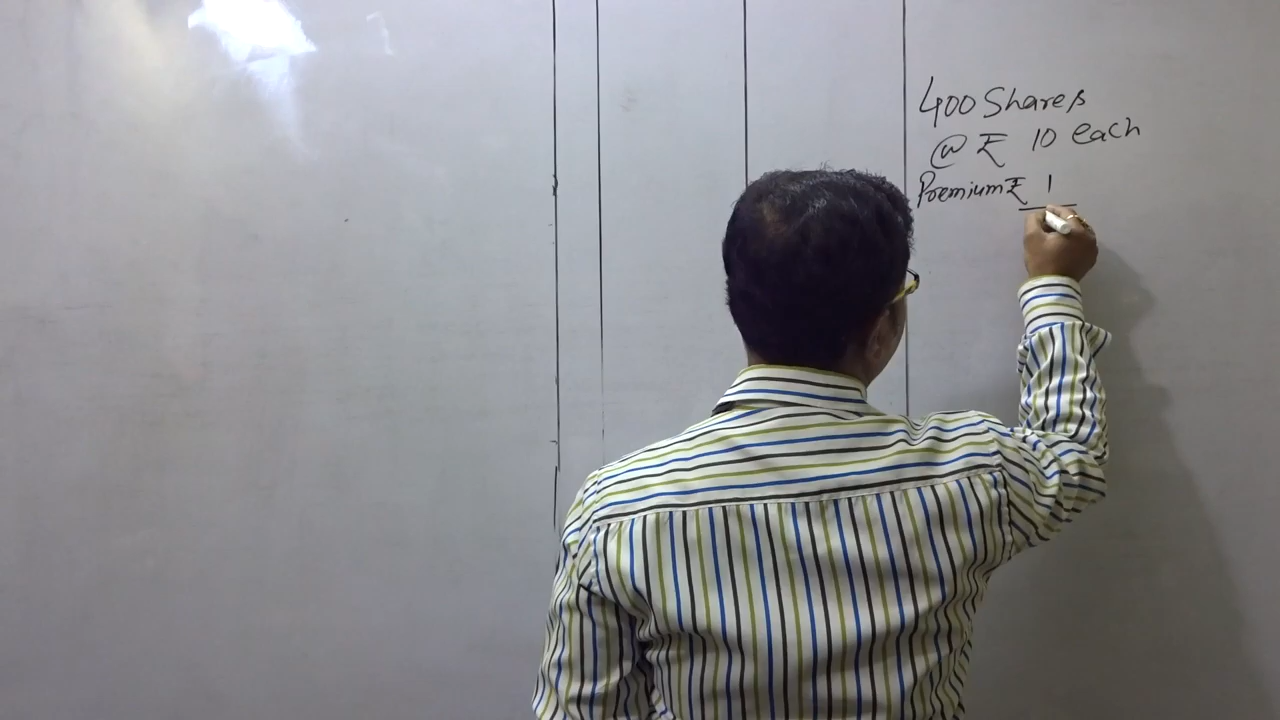 400 Shares
@ ₹ 10 each
Premium ₹ 1